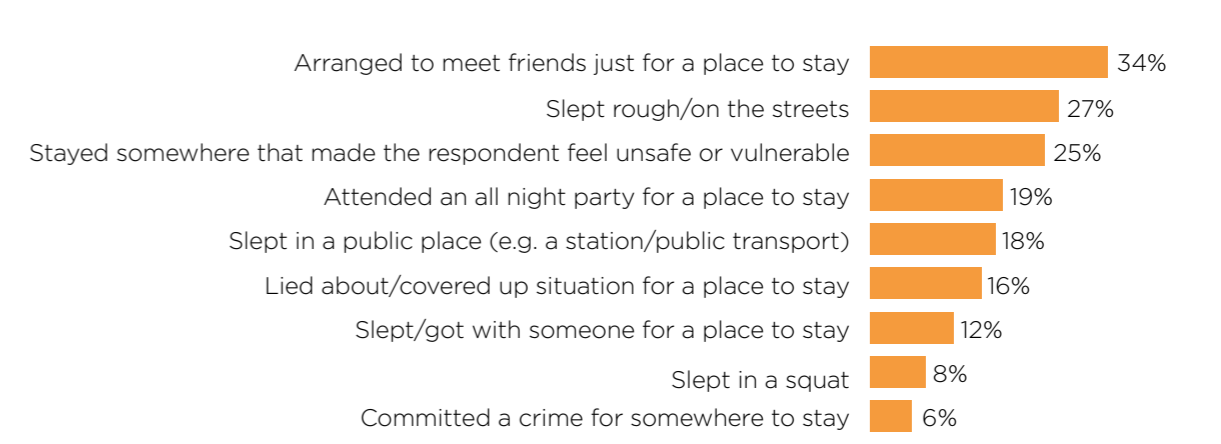 Arranged to meet friends just for a place to stay 34%
Slept rough/on the streets 27%
Stayed somewhere that made the respondent feel unsafe or vulnerable 25%
Attended an all night party for a place to stay 19%
Slept in a public place (e.g. a station/public transport) 18%
Lied about/covered up situation for a place to stay 16%
Slept/got with someone for a place to stay 12%
Slept in a squat 8%
Committed a crime for somewhere to stay 6%